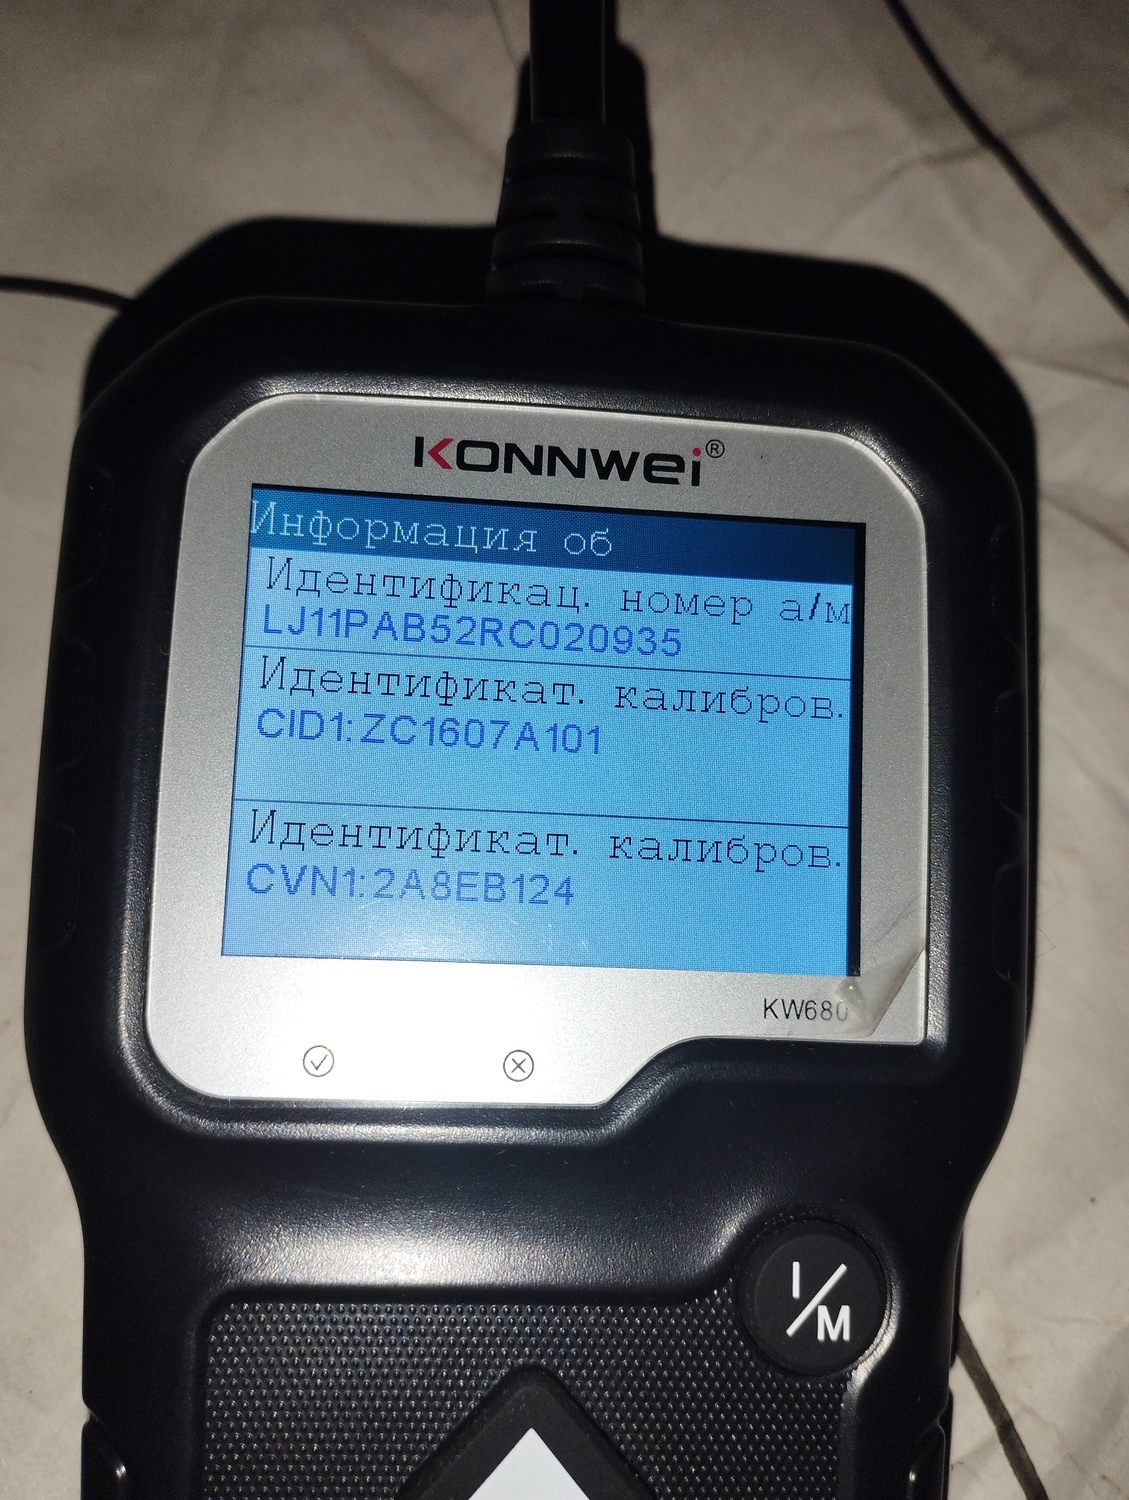 KONNWEI®
Информация об
Идентификац. номер а/м
LJ11PAB52RC020935
Идентификат. калибров.
CID1:ZC1607A101
Идентификат. калибров.
CVN1:2A8EB124
KW680
I/M